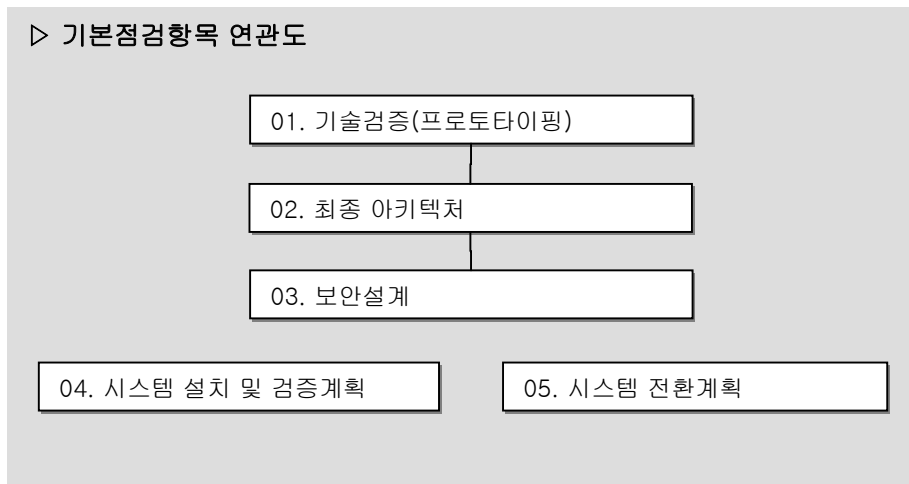 ▷ 기본점검항목 연관도
01. 기술검증(프로토타이핑)
02. 최종 아키텍처
03. 보안설계
04. 시스템 설치 및 검증계획
05. 시스템 전환계획